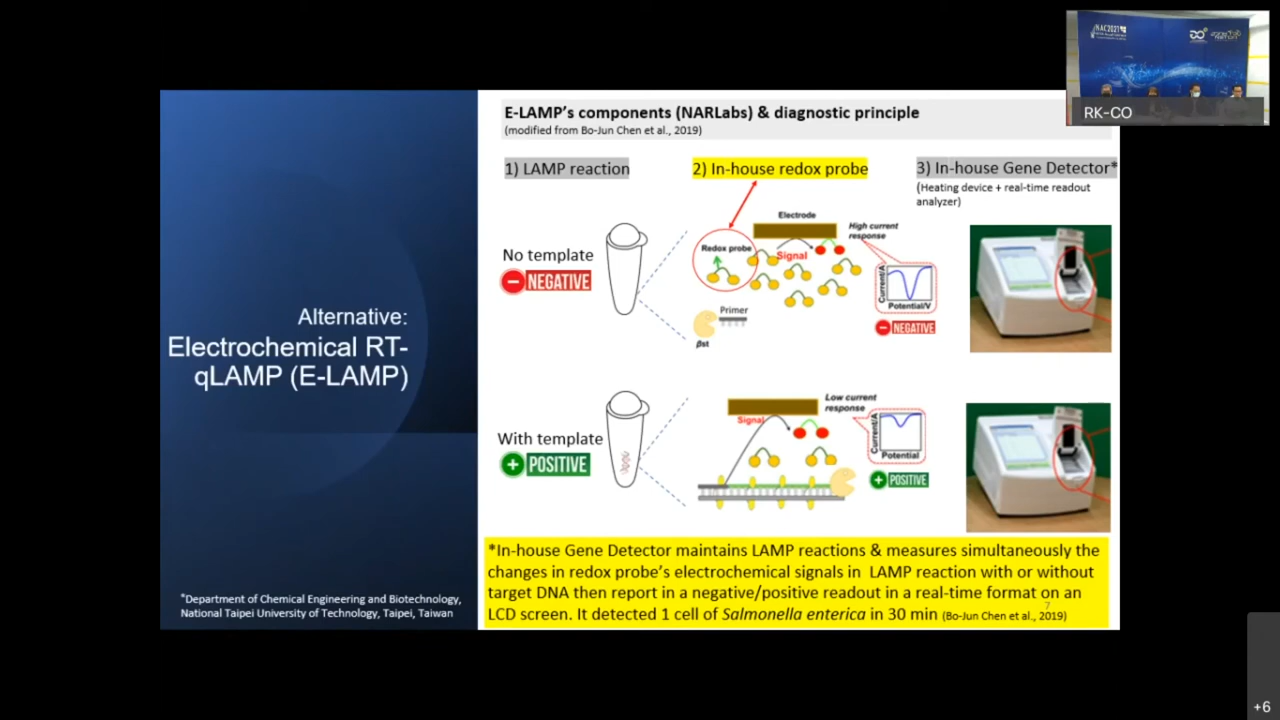 NAC2021
RK-CO
E-LAMP's components (NARLabs) & diagnostic principle
(modified from Bo-Jun Chen et al., 2019)
1) LAMP reaction
2) In-house redox probe
3) In-house Gene Detector*
(Heating device + real-time readout
analyzer)
No template
NEGATIVE
Electrode
Redox probe
Signal
High current
response
Current/A
Potential/V
NEGATIVE
Primer
βst
Alternative:
Electrochemical RT-
qLAMP (E-LAMP)
With template
POSITIVE
Signal
Low current
response
Current/A
Potential
POSITIVE
*In-house Gene Detector maintains LAMP reactions & measures simultaneously the
changes in redox probe's electrochemical signals in LAMP reaction with or without
target DNA then report in a negative/positive readout in a real-time format on an
LCD screen. It detected 1 cell of Salmonella enterica in 30 min (Bo-Jun Chen et al., 2019)
7
*Department of Chemical Engineering and Biotechnology,
National Taipei University of Technology, Taipei, Taiwan
+6